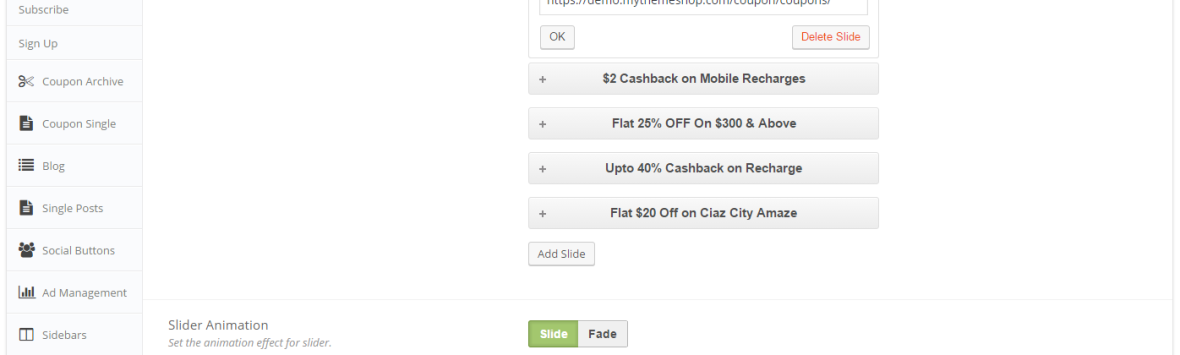 Subscribe
Sign Up
Coupon Archive
Coupon Single
Blog
Single Posts
Social Buttons
Ad Management
Sidebars
https://demo.mythemeshop.com/coupon/coupons/
OK
Delete Slide
+ $2 Cashback on Mobile Recharges
+ Flat 25% OFF On $300 & Above
+ Upto 40% Cashback on Recharge
+ Flat $20 Off on Ciaz City Amaze
Add Slide
Slider Animation
Set the animation effect for slider.
Slide Fade